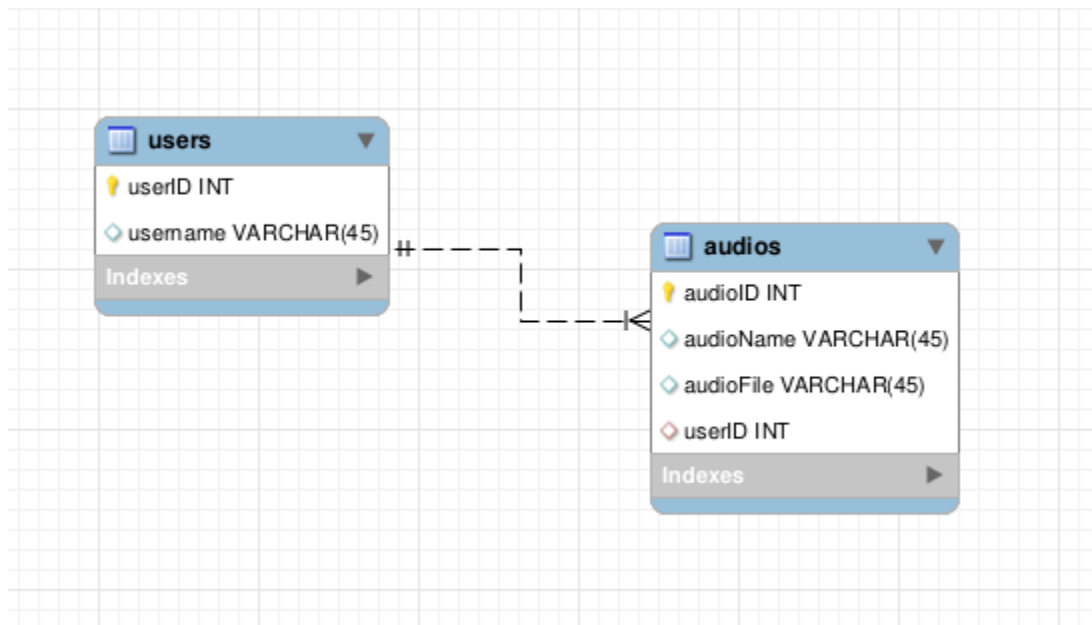 users
userID INT
username VARCHAR(45)
Indexes
audios
audioID INT
audioName VARCHAR(45)
audioFile VARCHAR(45)
userID INT
Indexes